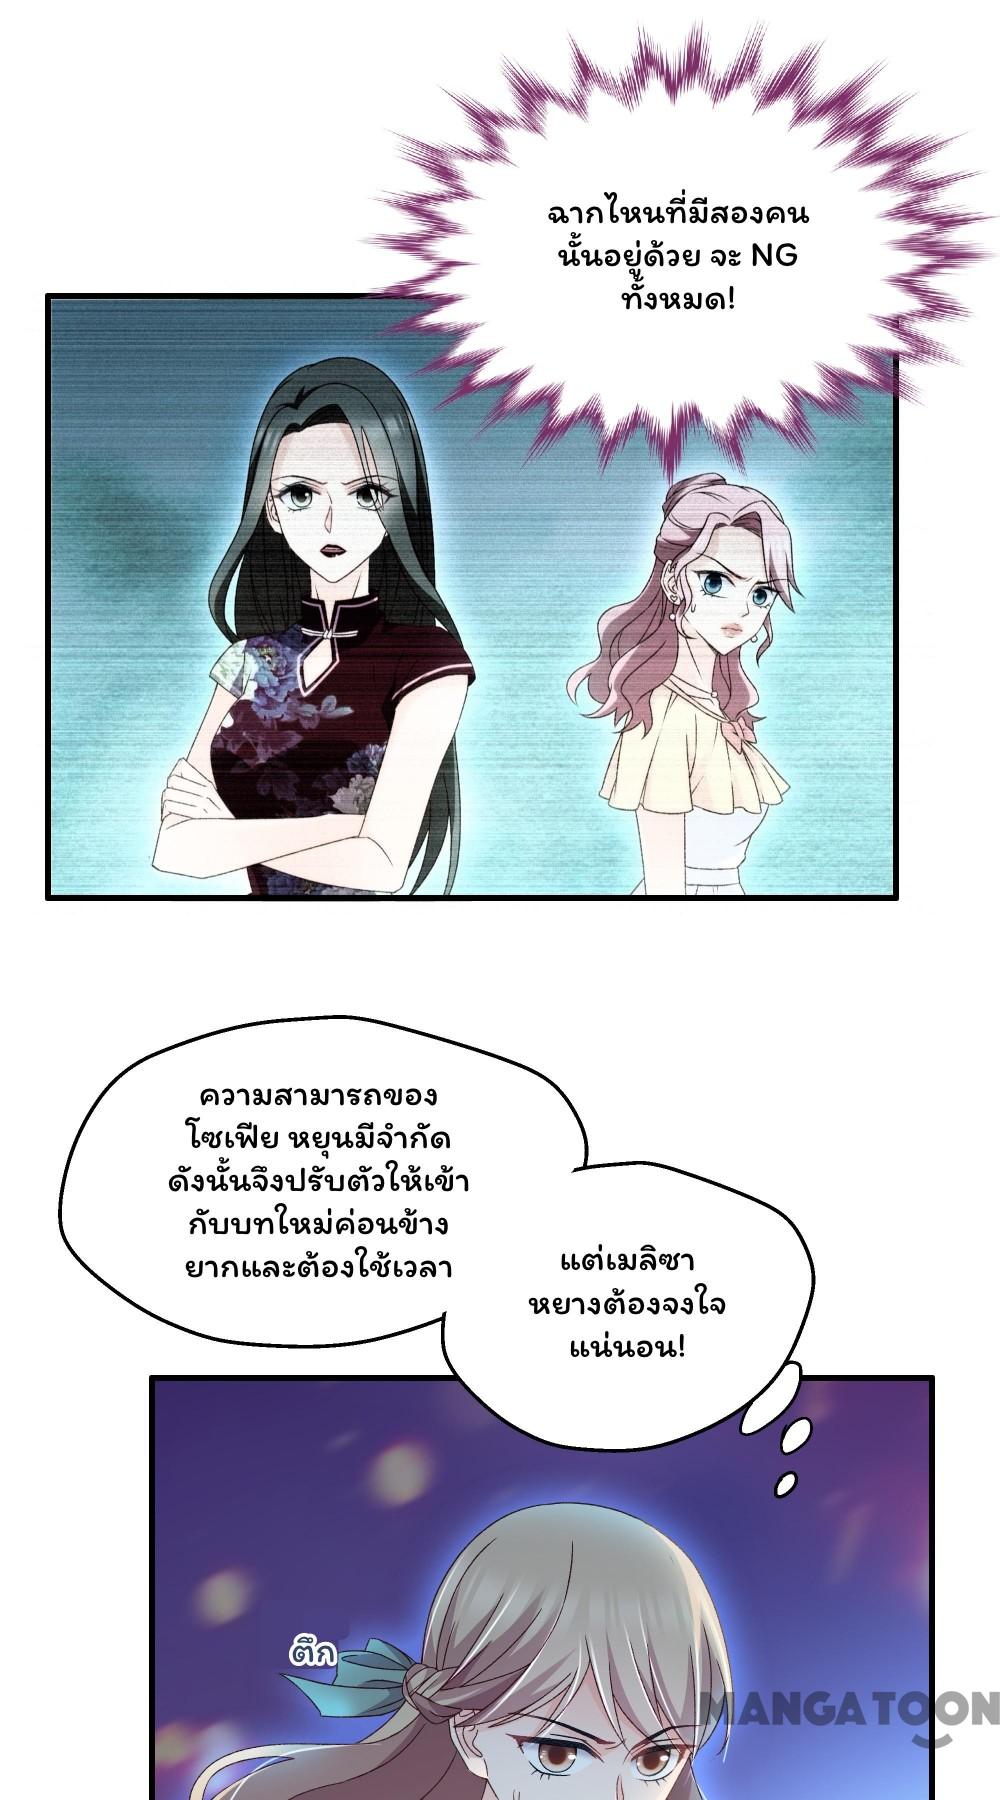 ฉากไหนที่มีสองคน
นั้นอยู่ด้วย จะ NG
ทั้งหมด!
ความสามารถของ
โซเฟีย หยุนมีจำกัด
ดังนั้นจึงปรับตัวให้เข้า
กับบทใหม่ค่อนข้าง
ยากและต้องใช้เวลา
แต่เมลิซา
หยางต้องจงใจ
แน่นอน!
ตึก
MANGATOON